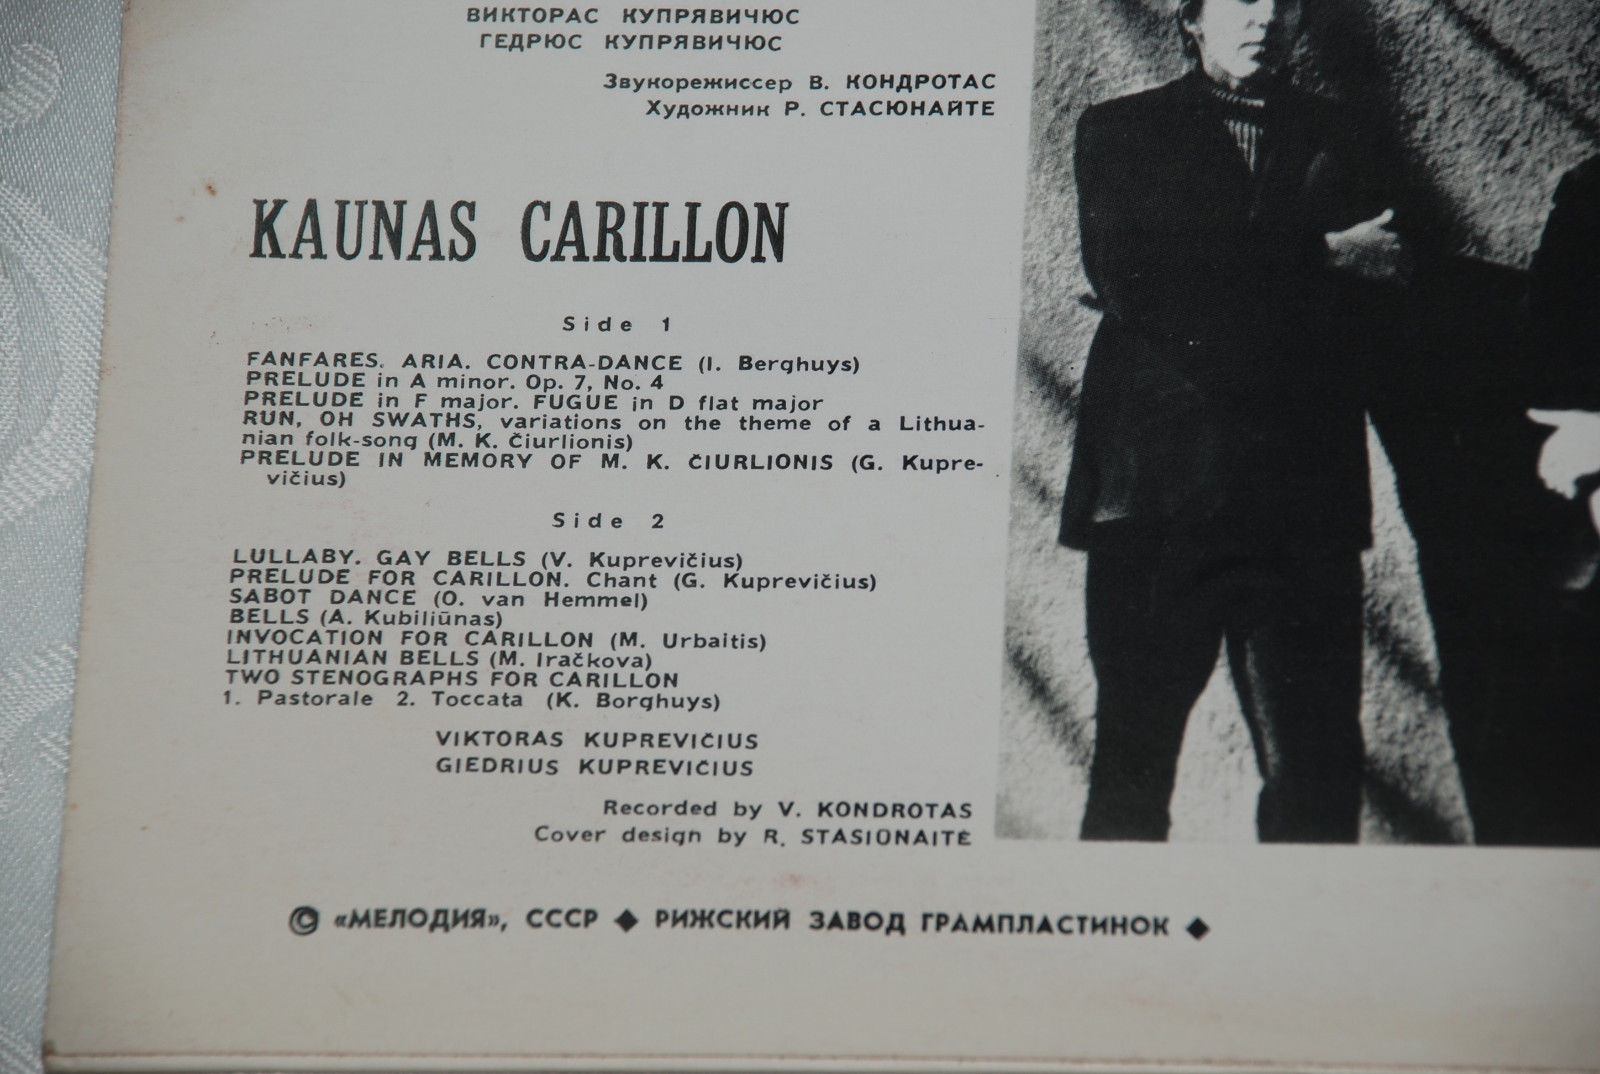 ВИКТОРАС КУПРЯВИЧЮС
ГЕДРЮС КУПРЯВИЧЮС
Звукорежиссер В. КОНДРОТАС
Художник Р. СТАСЮНАЙТЕ
KAUNAS CARILLON
Side 1
FANFARES. ARIA. CONTRA-DANCE (I. Berghuys)
PRELUDE in A minor. Op. 7, No. 4
PRELUDE in F major. FUGUE in D flat major
RUN, OH SWATHS, variations on the theme of a Lithua-
nian folk-song (M. K. Čiurlionis)
PRELUDE IN MEMORY OF M. K. ČIURLIONIS (G. Kupre-
vičius)
Side 2
LULLABY. GAY BELLS (V. Kuprevičius)
PRELUDE FOR CARILLON. Chant (G. Kuprevičius)
SABOT DANCE (O. van Hemmel)
BELLS (A. Kubiliūnas)
INVOCATION FOR CARILLON (M. Urbaitis)
LITHUANIAN BELLS (M. Iračkova)
TWO STENOGRAPHS FOR CARILLON
1. Pastorale 2. Toccata (K. Borghuys)
VIKTORAS KUPREVIČIUS
GIEDRIUS KUPREVIČIUS
Recorded by V. KONDROTAS
Cover design by R. STASIŪNAITĖ
© «МЕЛОДИЯ», СССР ◆ РИЖСКИЙ ЗАВОД ГРАМПЛАСТИНОК ◆